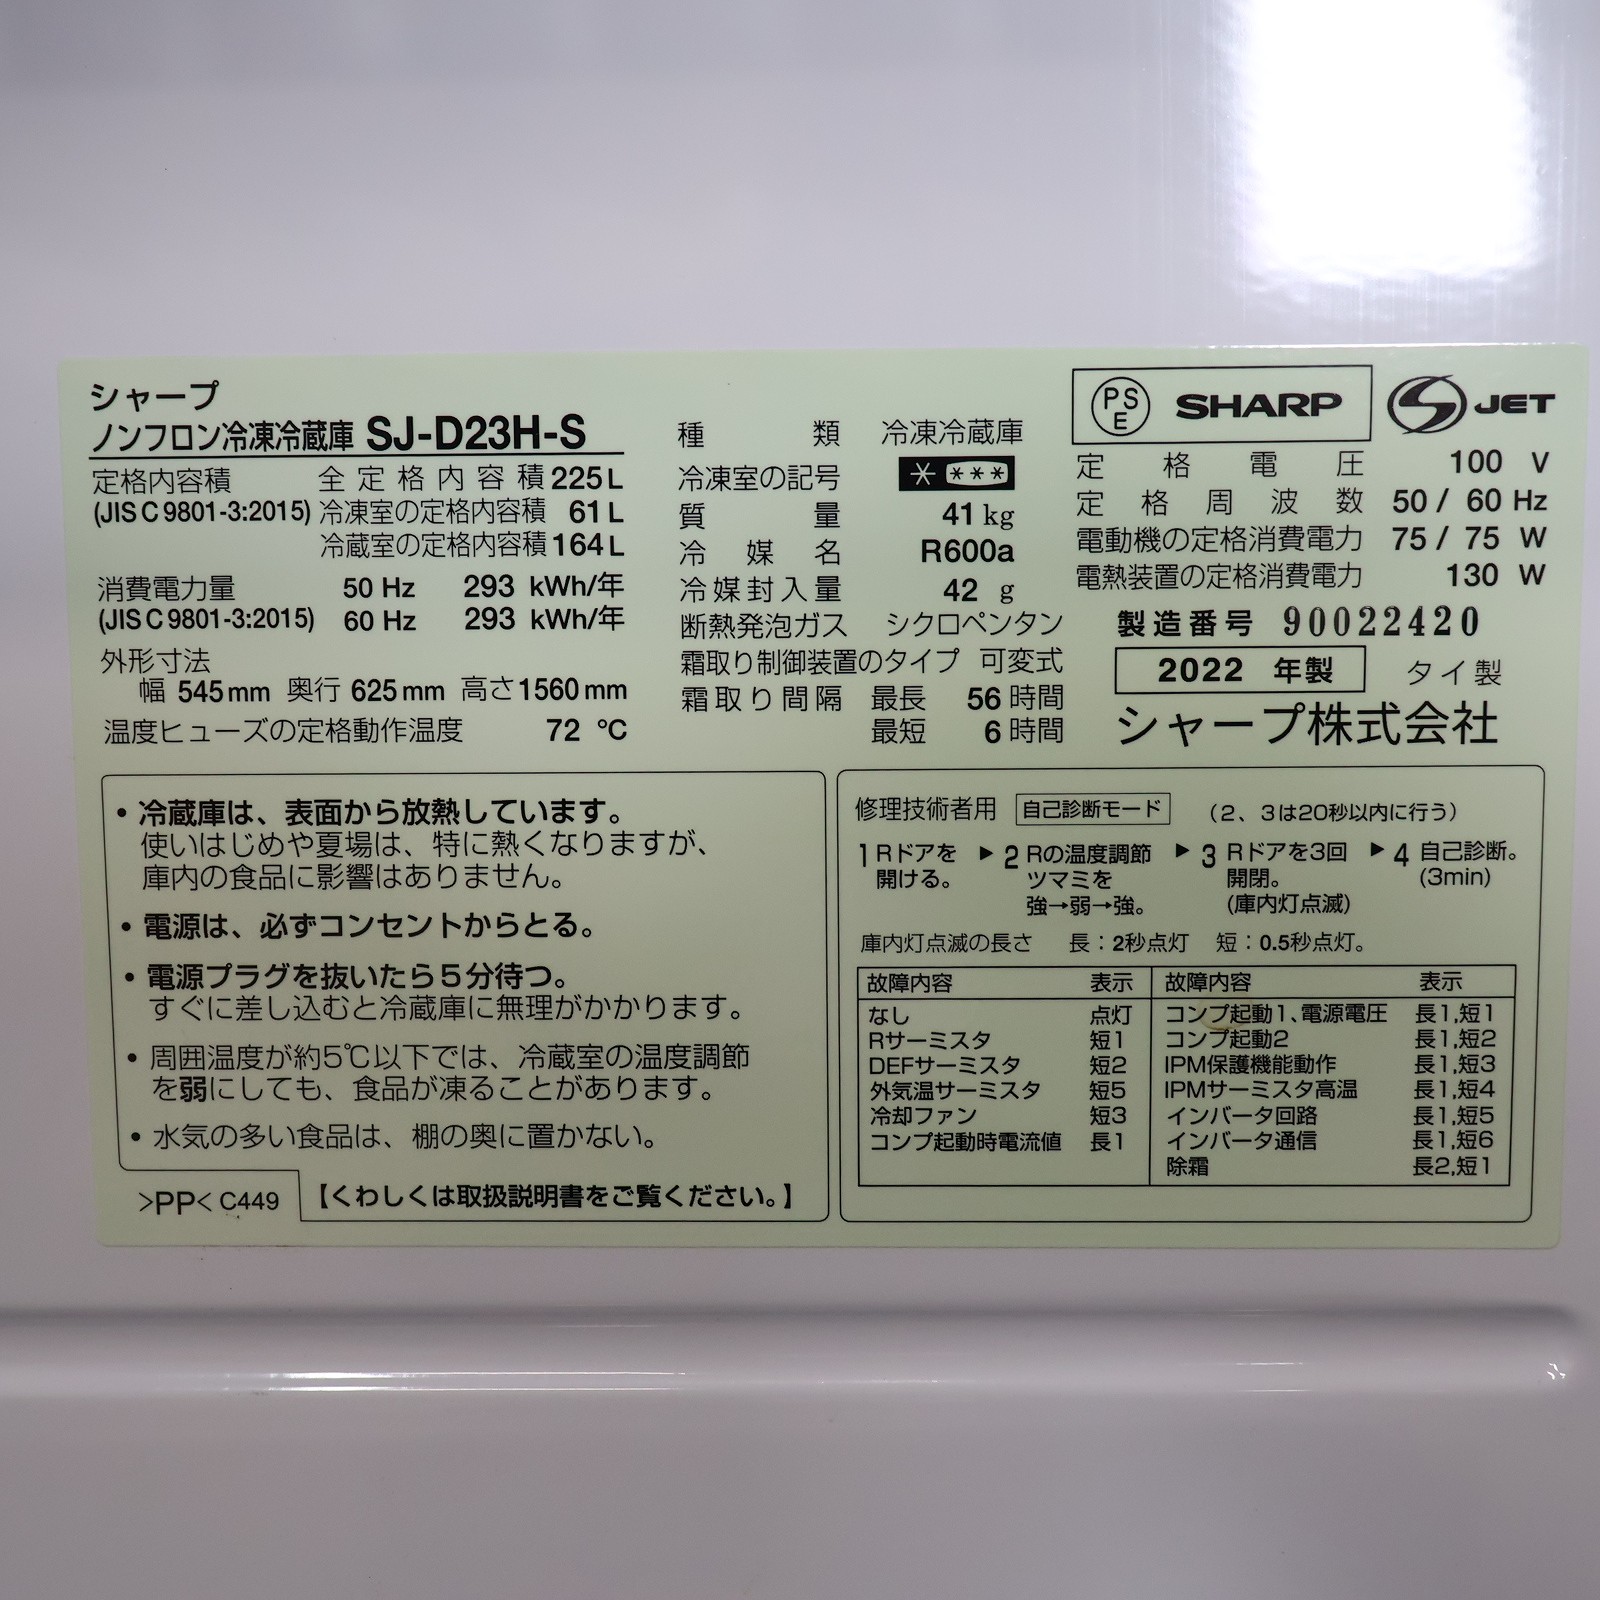 シャープ
ノンフロン冷凍冷蔵庫 SJ-D23H-S
定格内容積 全定格内容積 225L
(JIS C 9801-3:2015) 冷凍室の定格内容積 61L
冷蔵室の定格内容積 164L
消費電力量 50 Hz 293 kWh/年
(JIS C 9801-3:2015) 60 Hz 293 kWh/年
外形寸法
幅 545mm 奥行 625mm 高さ 1560mm
温度ヒューズの定格動作温度 72 ℃
種類 冷凍冷蔵庫
冷凍室の記号 * ***
質量 41 kg
冷媒名 R600a
冷媒封入量 42 g
断熱発泡ガス シクロペンタン
霜取り制御装置のタイプ 可変式
霜取り間隔 最長 56 時間
最短 6 時間
PSE SHARP S JET
定格電圧 100 V
定格周波数 50 / 60 Hz
電動機の定格消費電力 75 / 75 W
電熱装置の定格消費電力 130 W
製造番号 90022420
2022 年製 タイ製
シャープ株式会社
・冷蔵庫は、表面から放熱しています。
使いはじめや夏場は、特に熱くなりますが、
庫内の食品に影響はありません。
・電源は、必ずコンセントからとる。
・電源プラグを抜いたら5分待つ。
すぐに差し込むと冷蔵庫に無理がかかります。
・周囲温度が約5℃以下では、冷蔵室の温度調節
を弱にしても、食品が凍ることがあります。
・水気の多い食品は、棚の奥に置かない。
>PP< C449
【くわしくは取扱説明書をご覧ください。】
修理技術者用 自己診断モード (2、3は20秒以内に行う)
1 Rドアを ▶ 2 Rの温度調節 ▶ 3 Rドアを3回 ▶ 4 自己診断。
開ける。 ツマミを 開閉。 (3min)
強→弱→強。 (庫内灯点滅)
庫内灯点滅の長さ 長：2秒点灯 短：0.5秒点灯。
故障内容 表示 故障内容 表示
なし 点灯 コンプ起動1、電源電圧 長1,短1
Rサーミスタ 短1 コンプ起動2 長1,短2
DEFサーミスタ 短2 IPM保護機能動作 長1,短3
外気温サーミスタ 短5 IPMサーミスタ高温 長1,短4
冷却ファン 短3 インバータ回路 長1,短5
コンプ起動時電流値 長1 インバータ通信 長1,短6
除霜 長2,短1